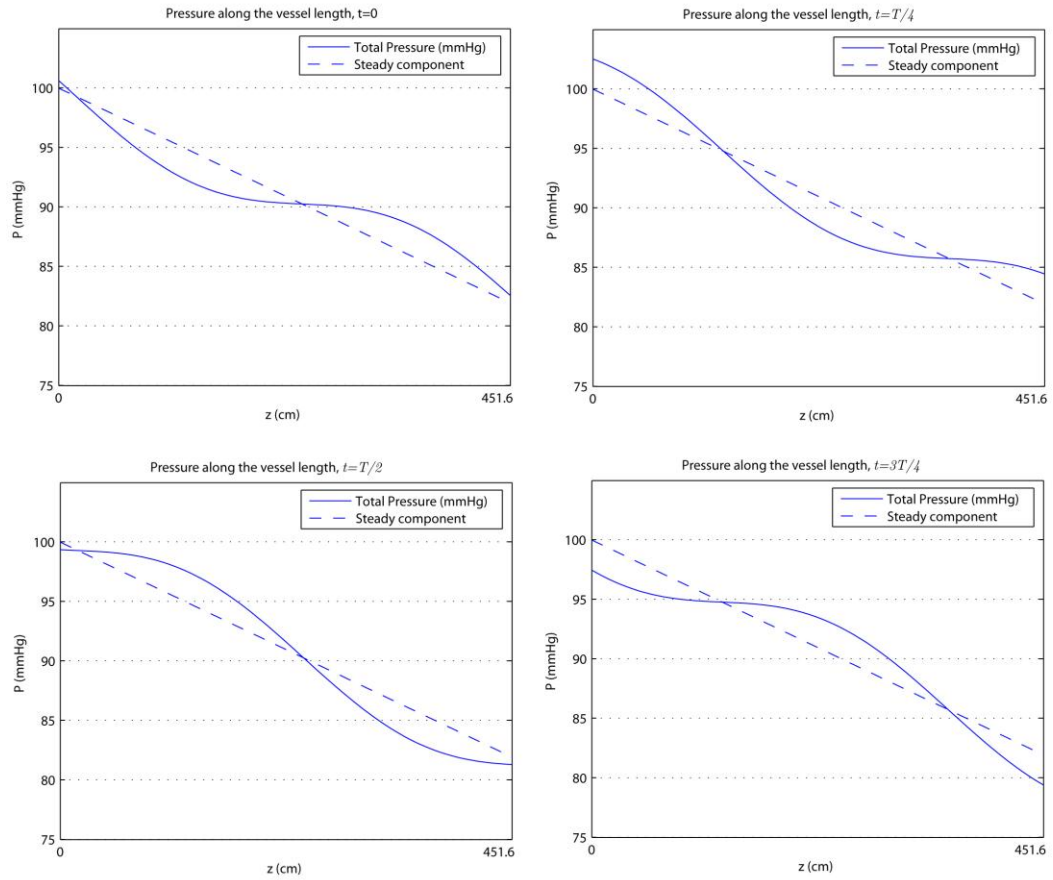 Pressure along the vessel length, t=0
Total Pressure (mmHg)
Steady component
100
95
90
85
80
75
P (mmHg)
0
451.6
z (cm)
Pressure along the vessel length, t=T/4
Total Pressure (mmHg)
Steady component
100
95
90
85
80
75
P (mmHg)
0
451.6
z (cm)
Pressure along the vessel length, t=T/2
Total Pressure (mmHg)
Steady component
100
95
90
85
80
75
P (mmHg)
0
451.6
z (cm)
Pressure along the vessel length, t=3T/4
Total Pressure (mmHg)
Steady component
100
95
90
85
80
75
P (mmHg)
0
451.6
z (cm)